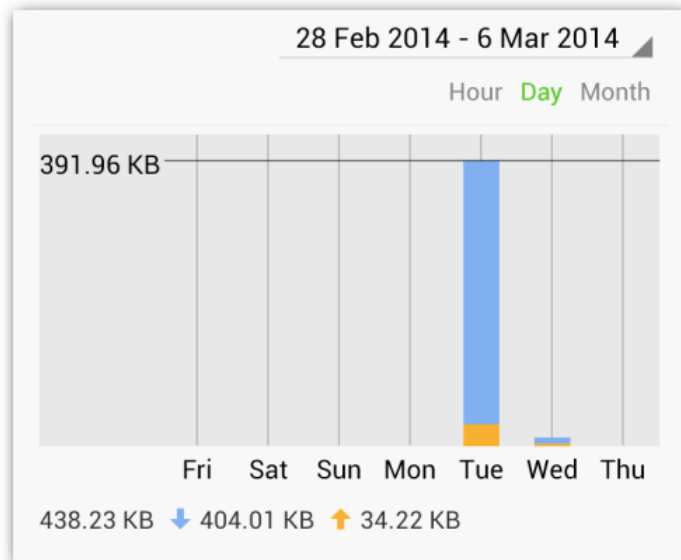 28 Feb 2014 - 6 Mar 2014
Hour Day Month
391.96 KB
Fri Sat Sun Mon Tue Wed Thu
438.23 KB 404.01 KB 34.22 KB